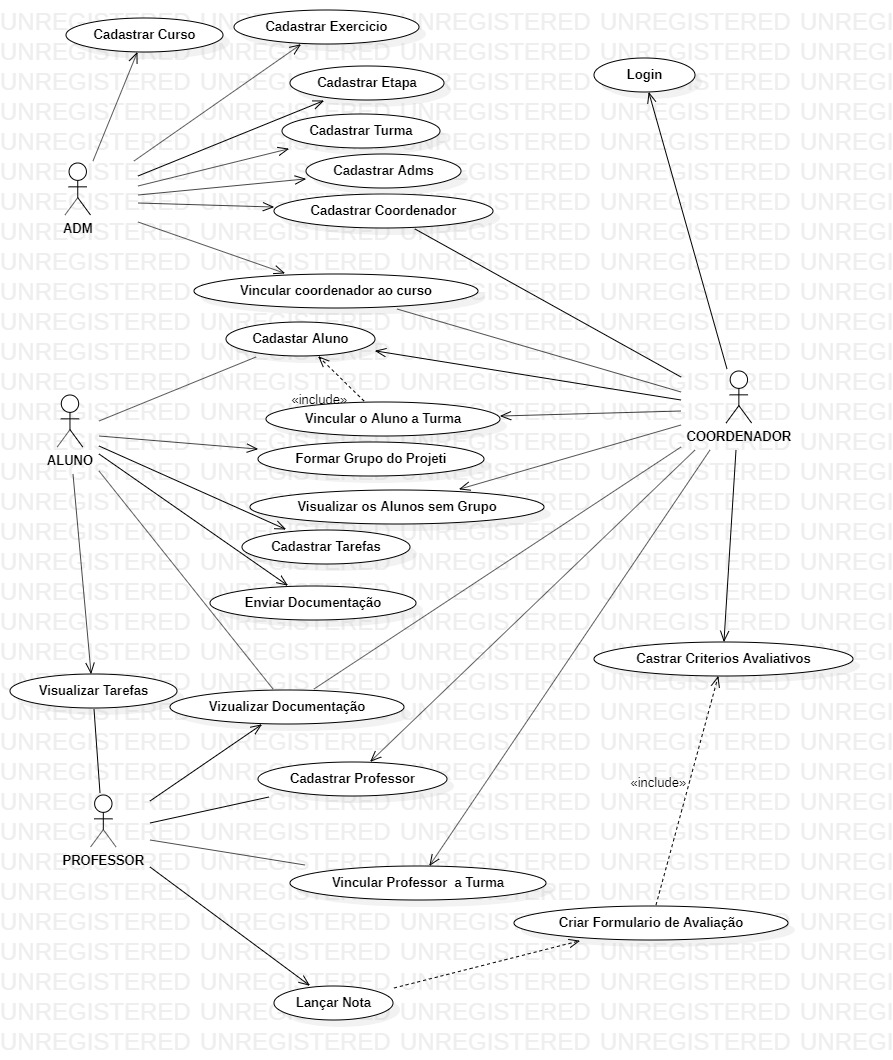 Cadastrar Curso
Cadastrar Exercicio
Cadastrar Etapa
Login
Cadastrar Turma
Cadastrar Adms
Cadastrar Coordenador
ADM
Vincular coordenador ao curso
Cadastar Aluno
«include»
Vincular o Aluno a Turma
COORDENADOR
ALUNO
Formar Grupo do Projeti
Visualizar os Alunos sem Grupo
Cadastrar Tarefas
Enviar Documentação
Castrar Criterios Avaliativos
Visualizar Tarefas
Vizualizar Documentação
Cadastrar Professor
«include»
PROFESSOR
Vincular Professor a Turma
Criar Formulario de Avaliação
Lançar Nota
UNREGISTERED UNREGISTERED UNREGISTERED UNREGISTERED UNREGI